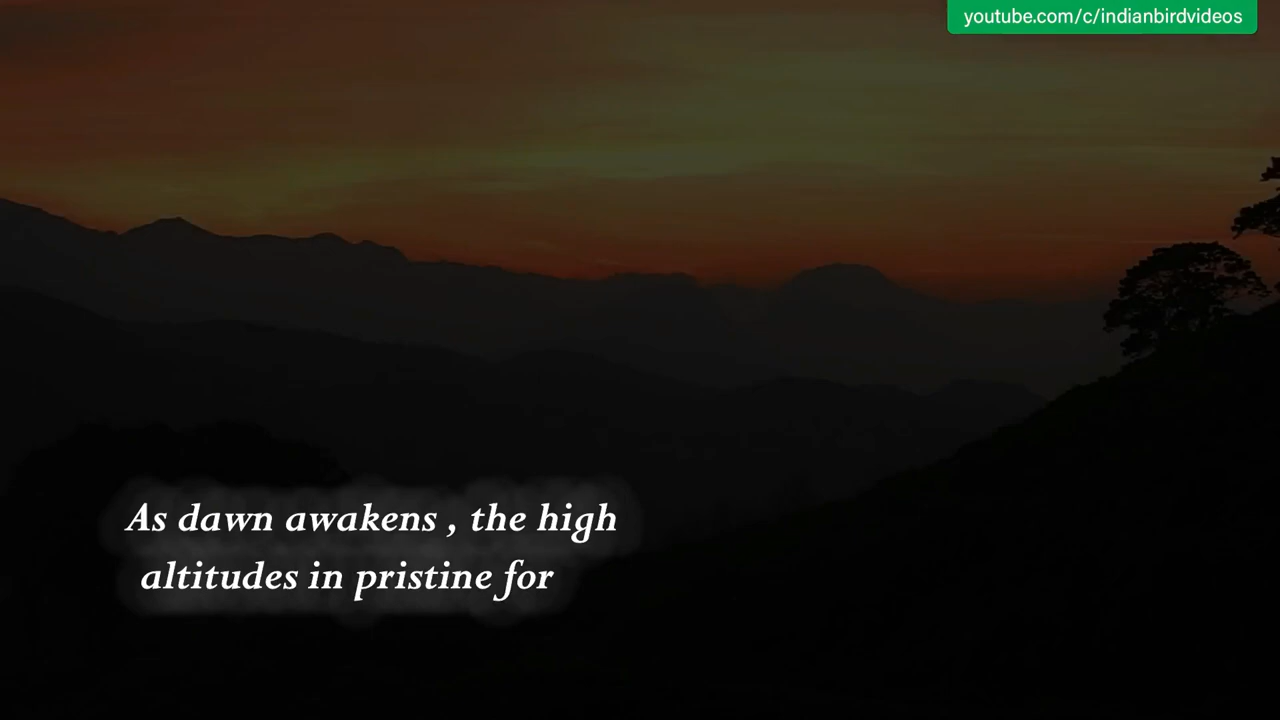 youtube.com/c/indianbirdvideos
As dawn awakens , the high
altitudes in pristine for